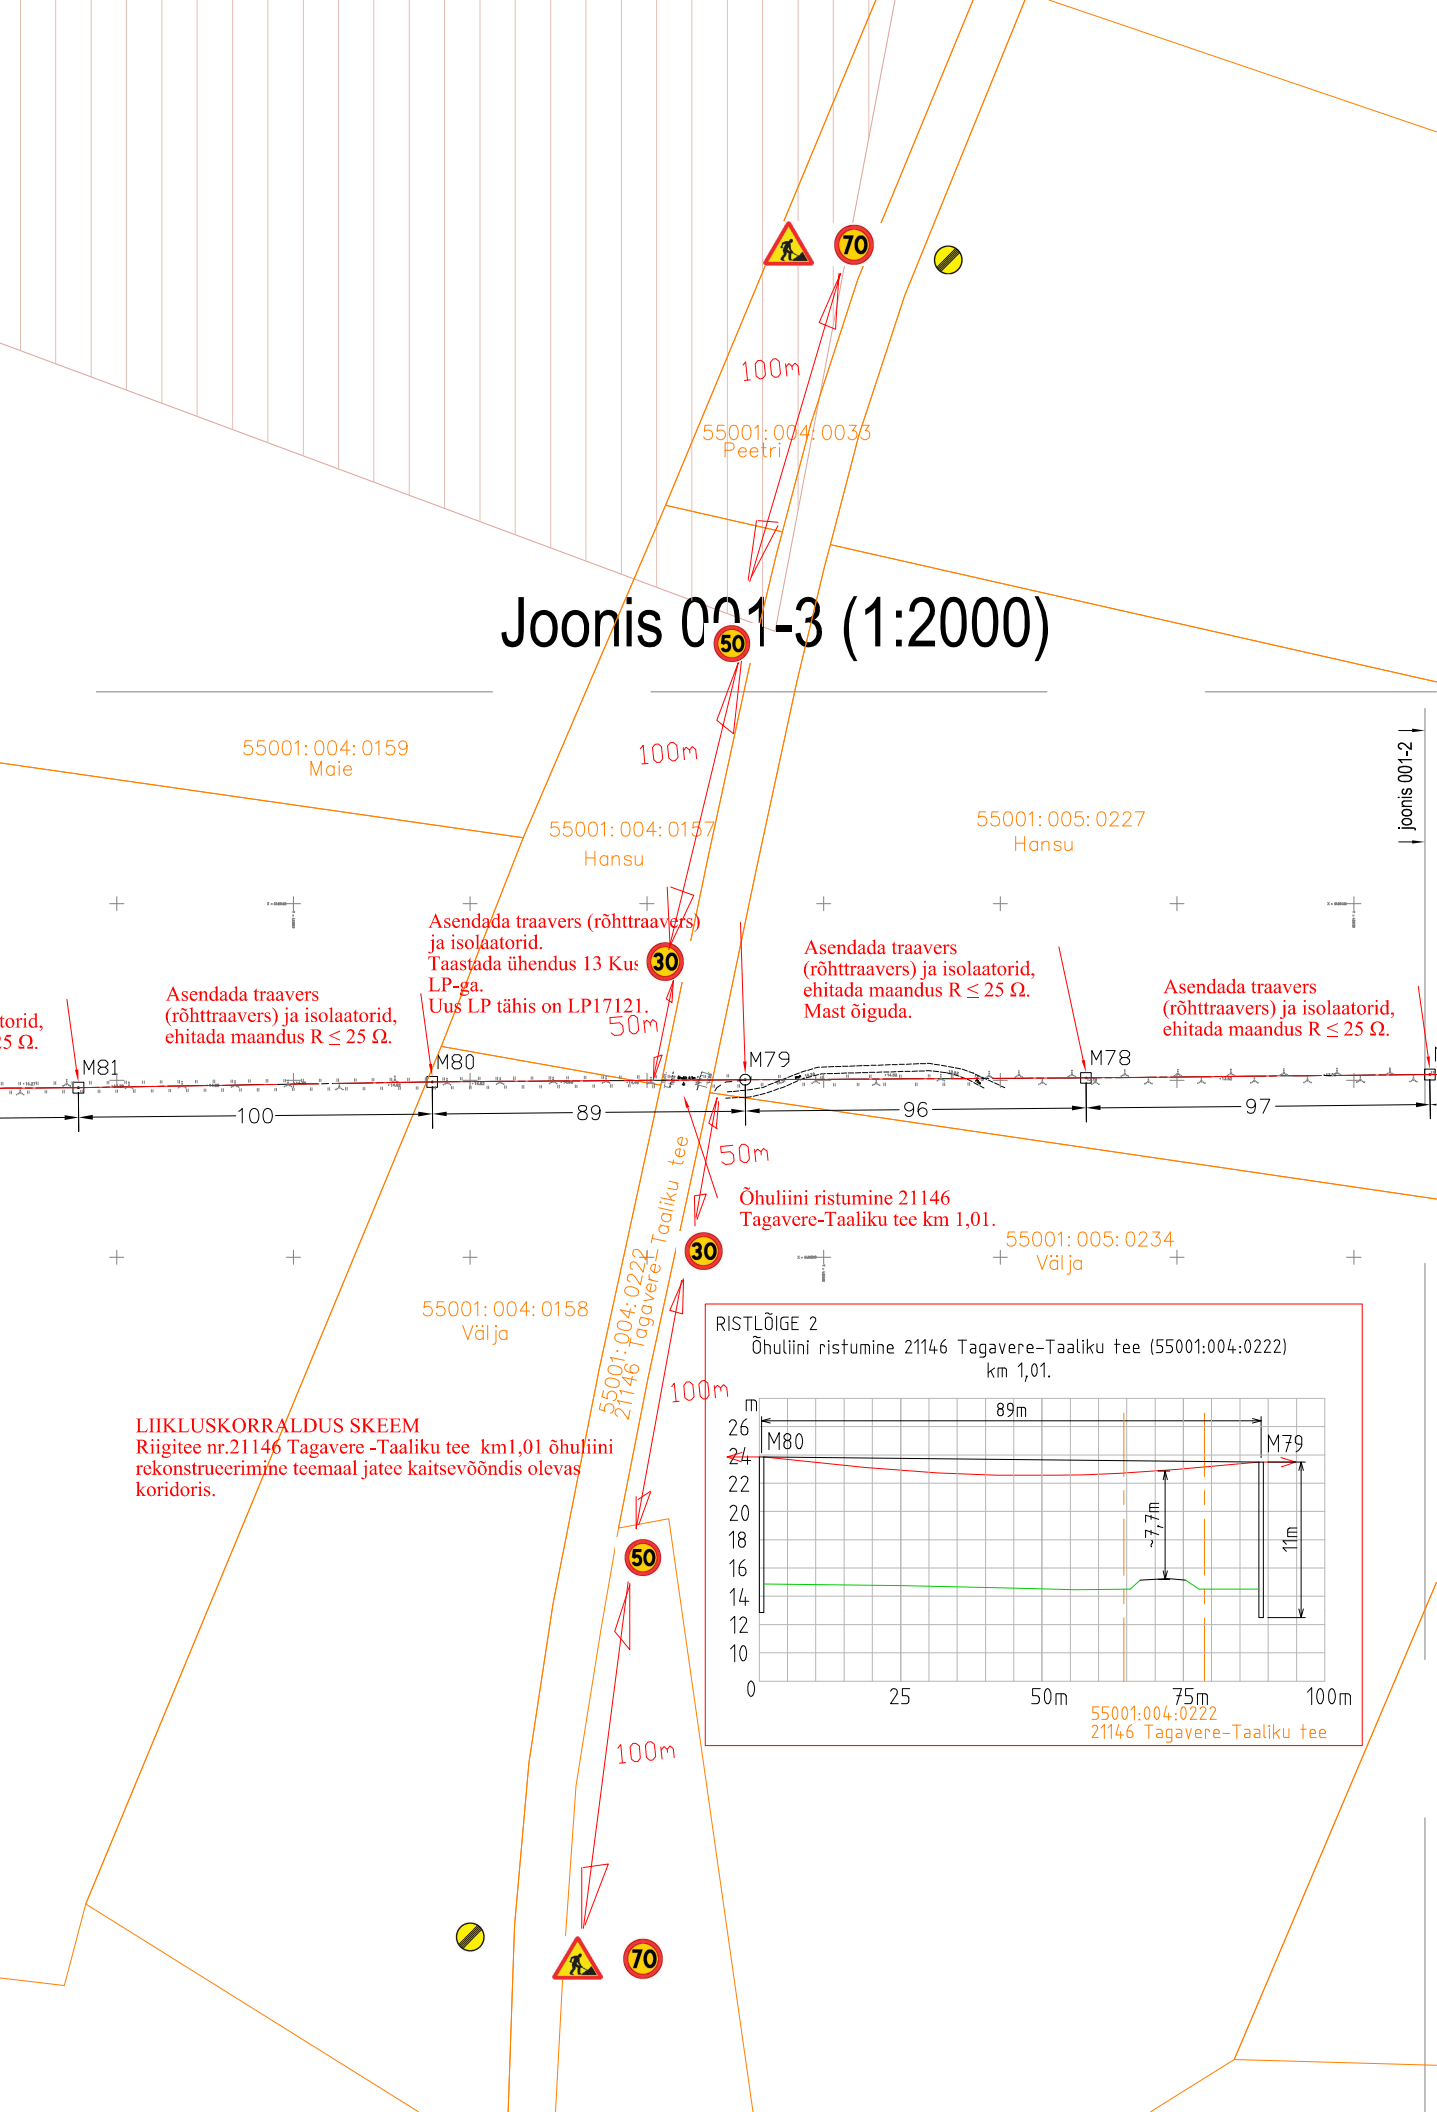 70
100m
55001:004:0033
Peetri
Joonis 001-3 (1:2000)
50
100m
55001:004:0159
Maie
joonis 001-2
55001:004:0157
Hansu
55001:005:0227
Hansu
Asendada traavers (rõhttraavers)
ja isolaatorid.
Taastada ühendus 13 Kus
LP-ga.
Uus LP tähis on LP17121.
30
50m
Asendada traavers
(rõhttraavers) ja isolaatorid,
ehitada maandus R ≤ 25 Ω.
Mast õiguda.
Asendada traavers
(rõhttraavers) ja isolaatorid,
ehitada maandus R ≤ 25 Ω.
Asendada traavers
(rõhttraavers) ja isolaatorid,
ehitada maandus R ≤ 25 Ω.
torid,
5 Ω.
M81
M80
M79
M78
100
89
96
97
50m
Õhuliini ristumine 21146
Tagavere-Taaliku tee km 1,01.
30
55001:005:0234
Välja
55001:004:0158
Välja
55001:004:0222
21146 Tagavere-Taaliku tee
100m
LIIKLUSKORRALDUS SKEEM
Riigitee nr.21146 Tagavere -Taaliku tee km1,01 õhuliini
rekonstrueerimine teemaal jatee kaitsevõõndis olevas
koridoris.
RISTLÕIGE 2
Õhuliini ristumine 21146 Tagavere-Taaliku tee (55001:004:0222)
km 1,01.
m
26
24
22
20
18
16
14
12
10
0
89m
M80
M79
~7,7m
11m
25
50m
75m
100m
55001:004:0222
21146 Tagavere-Taaliku tee
50
100m
70